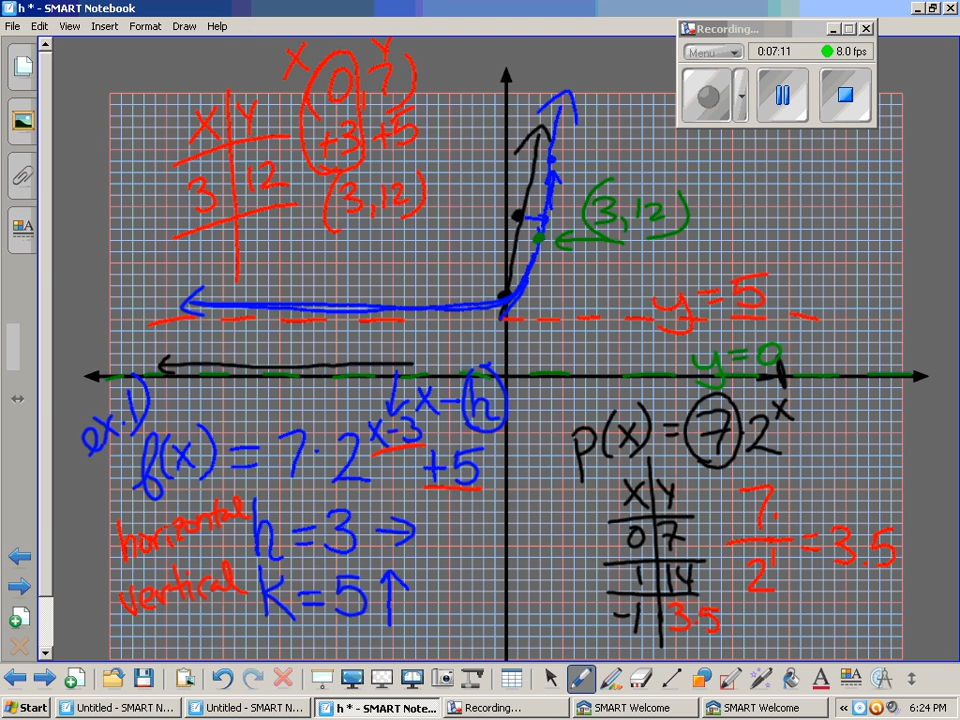 h * - SMART Notebook
File Edit View Insert Format Draw Help
Recording...
Menu 0:07:11 8.0 fps
X Y
(0, 7)
+3 +5
(3, 12)
X Y
3 12
(3, 12)
y = 5
y = 0
ex. 1)
x - h
f(x) = 7 · 2^(x-3) + 5
horizontal h = 3 →
vertical k = 5 ↑
p(x) = 7 · 2^x
X Y
0 7
1 14
-1 3.5
7/2^1 = 3.5
Start Untitled - SMART N... Untitled - SMART N... h * - SMART Note... Recording... SMART Welcome SMART Welcome 6:24 PM